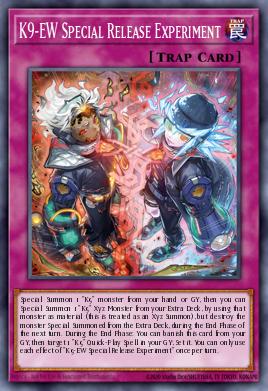 K9-EW Special Release Experiment
TRAP
[Trap Card]
Special Summon 1 "K9" monster from your hand or GY, then you can
Special Summon 1 "K9" Xyz Monster from your Extra Deck, by using that
monster as material (this is treated as an Xyz Summon) but destroy the
monster Special Summoned from the Extra Deck, during the End Phase of
the next turn. During the End Phase: You can banish this card from your
GY, then target 1 "K9" Quick-Play Spell in your GY; Set it. You can only use
each effect of "K9-EW Special Release Experiment" once per turn.